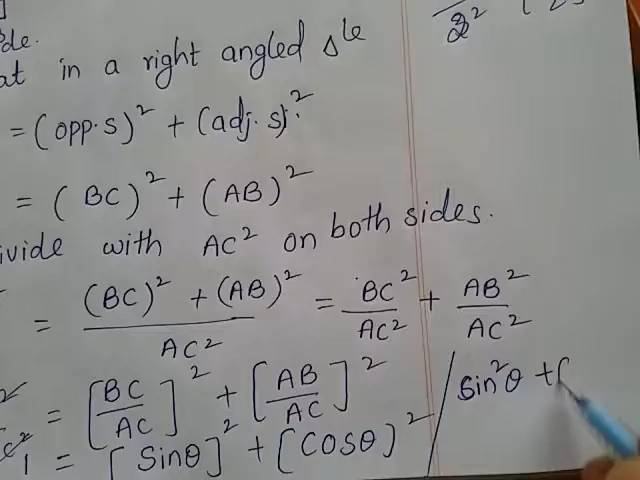 at in a right angled Δle
= (opp.s)² + (adj.s)²
= (BC)² + (AB)²
ivide with AC² on both sides.
= (BC)² + (AB)² / AC² = BC² / AC² + AB² / AC²
= [BC / AC]² + [AB / AC]²
1 = [Sinθ]² + [COSθ)² / sin²θ +